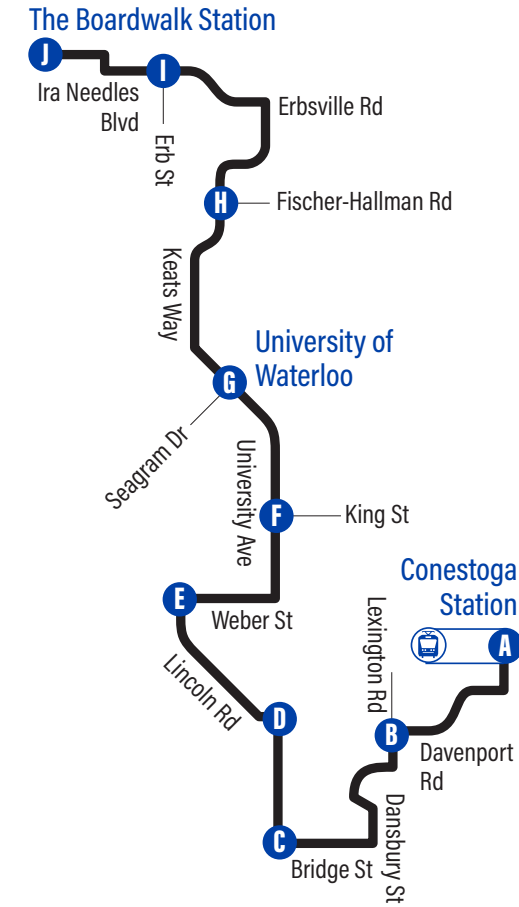 The Boardwalk Station
J
I
Ira Needles
Blvd
Erb St
Erbsville Rd
H
Fischer-Hallman Rd
Keats Way
University of
Waterloo
G
Seagram Dr
University Ave
F
King St
Conestoga
Station
E
Weber St
Lexington Rd
A
Lincoln Rd
D
B
Davenport
Rd
Dansbury St
C
Bridge St